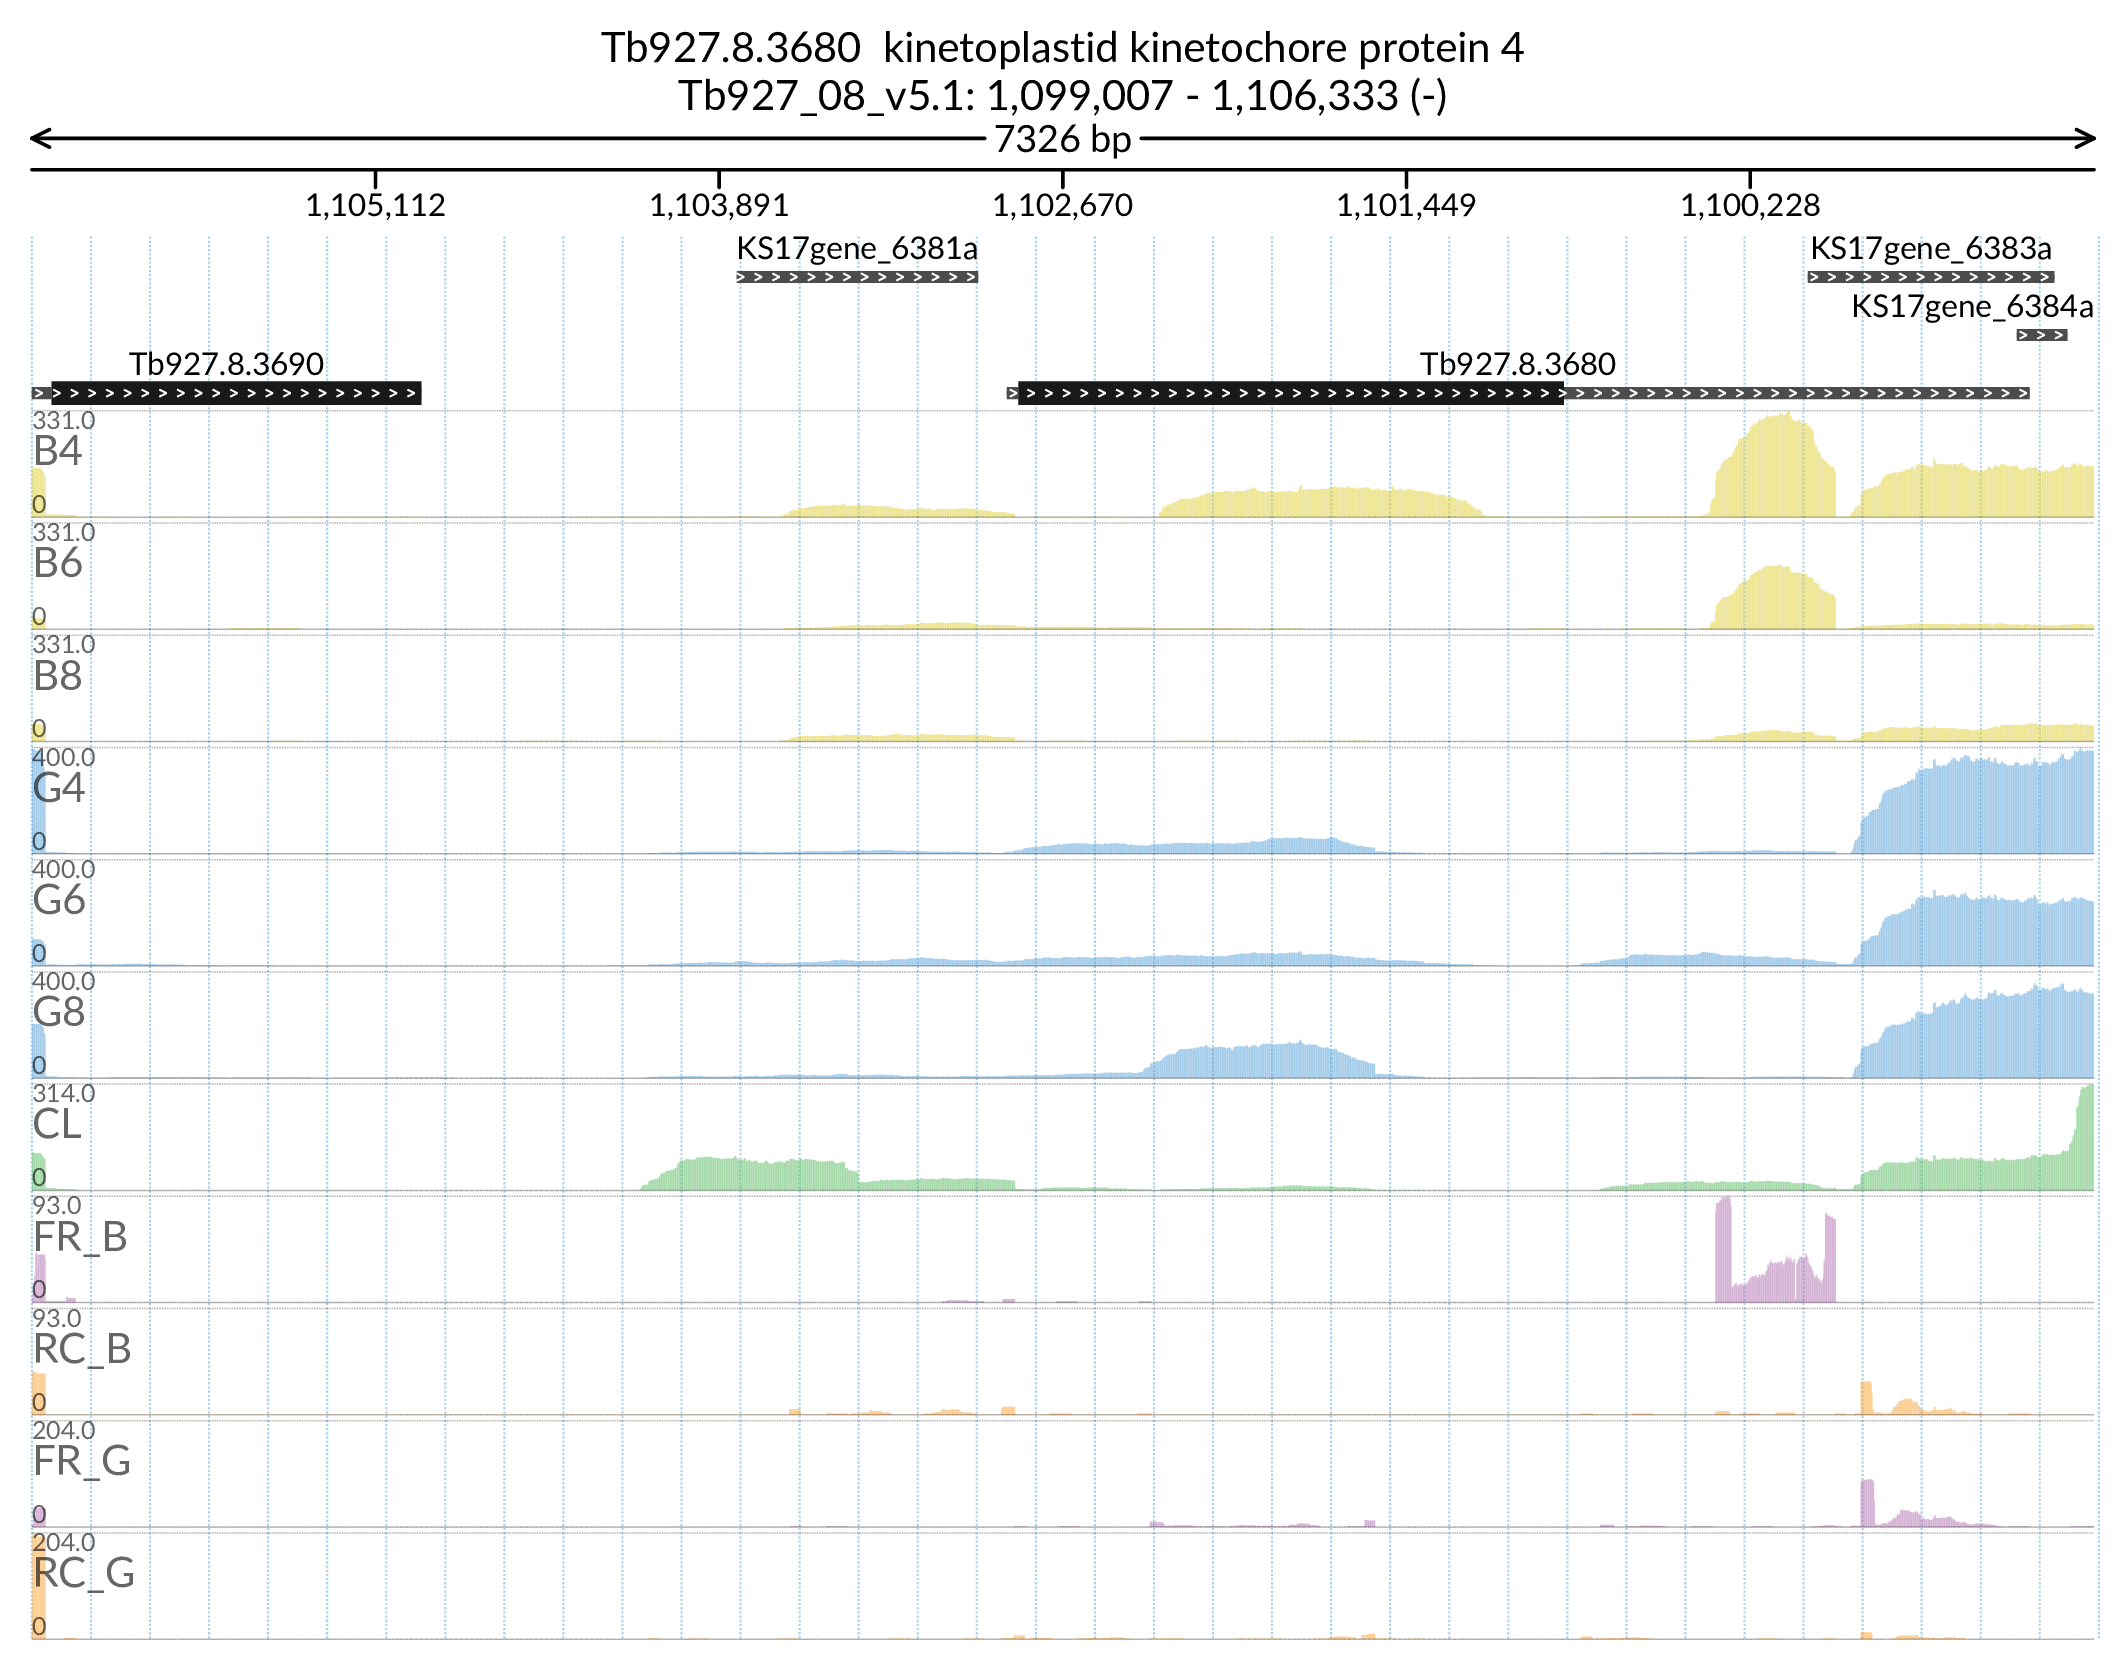 Tb927.8.3680  kinetoplastid kinetochore protein 4
Tb927_08_v5.1: 1,099,007 - 1,106,333 (-)
7326 bp
1,105,112 1,103,891 1,102,670 1,101,449 1,100,228
KS17gene_6381a KS17gene_6383a
KS17gene_6384a
Tb927.8.3690 Tb927.8.3680
331.0
B4
0
331.0
B6
0
331.0
B8
0
400.0
G4
0
400.0
G6
0
400.0
G8
0
314.0
CL
0
93.0
FR_B
0
93.0
RC_B
0
204.0
FR_G
0
204.0
RC_G
0